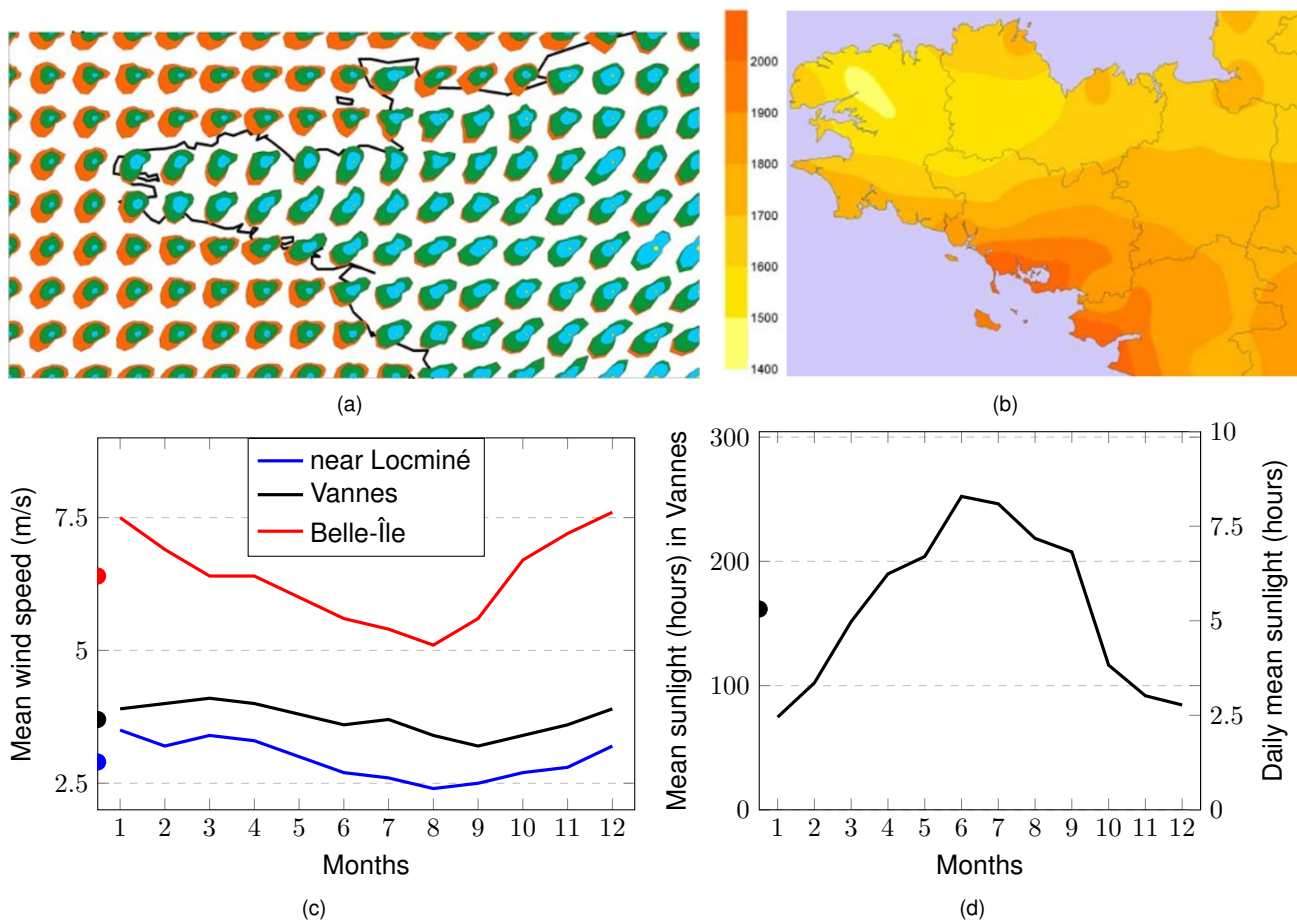 2000
1900
1800
1700
1600
1500
1400
(a)
(b)
Mean wind speed (m/s)
7.5
5
2.5
near Locminé
Vannes
Belle-Île
1 2 3 4 5 6 7 8 9 10 11 12
Months
(c)
Mean sunlight (hours) in Vannes
300
200
100
0
10
7.5
5
2.5
0
Daily mean sunlight (hours)
1 2 3 4 5 6 7 8 9 10 11 12
Months
(d)